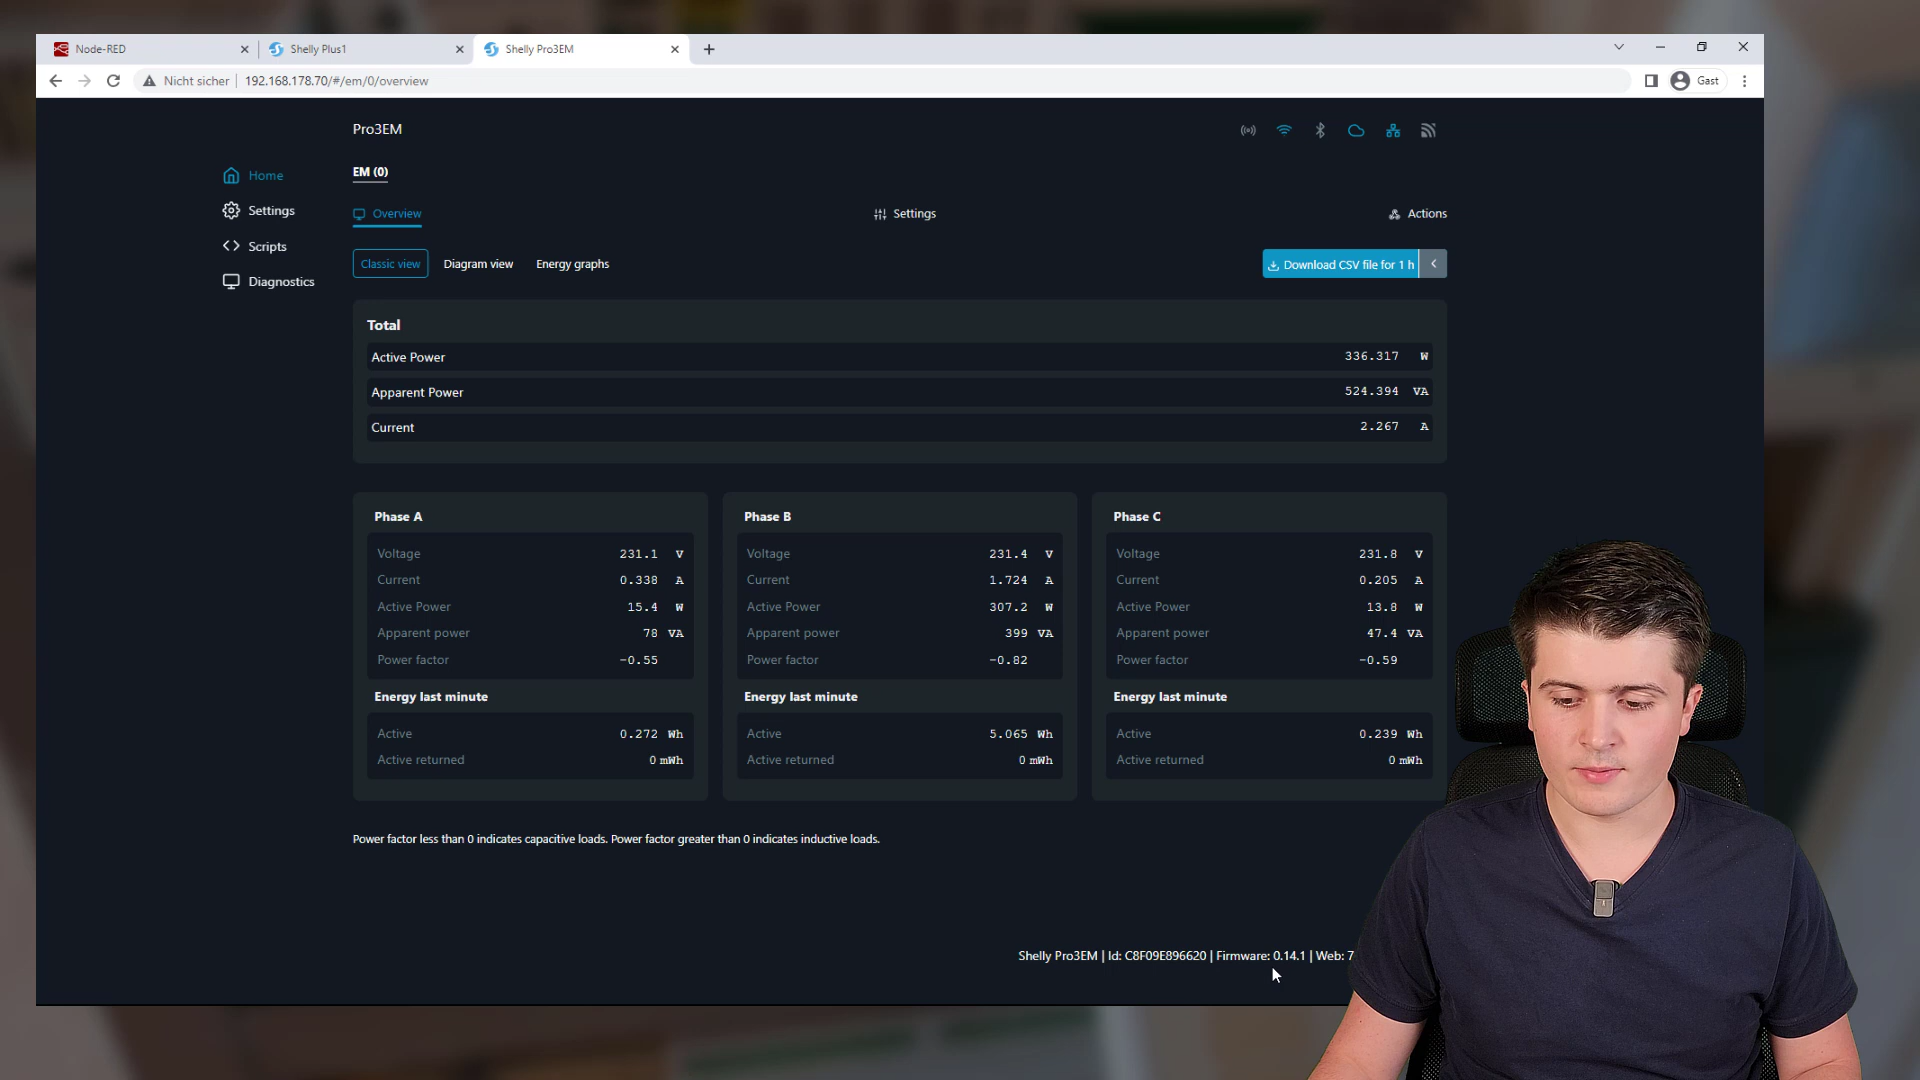 Node-RED
Shelly Plus1
Shelly Pro3EM
Nicht sicher
192.168.178.70/#/em/0/overview
Gast
Pro3EM
Home
Settings
Scripts
Diagnostics
EM (0)
Overview
Settings
Actions
Classic view
Diagram view
Energy graphs
Download CSV file for 1 h
Total
Active Power 336.317 W
Apparent Power 524.394 VA
Current 2.267 A
Phase A
Voltage 231.1 V
Current 0.338 A
Active Power 15.4 W
Apparent power 78 VA
Power factor -0.55
Energy last minute
Active 0.272 Wh
Active returned 0 mWh
Phase B
Voltage 231.4 V
Current 1.724 A
Active Power 307.2 W
Apparent power 399 VA
Power factor -0.82
Energy last minute
Active 5.065 Wh
Active returned 0 mWh
Phase C
Voltage 231.8 V
Current 0.205 A
Active Power 13.8 W
Apparent power 47.4 VA
Power factor -0.59
Energy last minute
Active 0.239 Wh
Active returned 0 mWh
Power factor less than 0 indicates capacitive loads. Power factor greater than 0 indicates inductive loads.
Shelly Pro3EM | Id: C8F09E896620 | Firmware: 0.14.1 | Web: 7